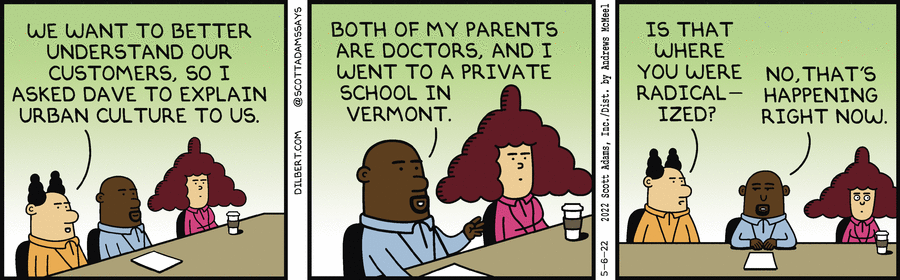 WE WANT TO BETTER
UNDERSTAND OUR
CUSTOMERS, SO I
ASKED DAVE TO EXPLAIN
URBAN CULTURE TO US.
DILBERT.COM @SCOTTADAMSSAYS
BOTH OF MY PARENTS
ARE DOCTORS, AND I
WENT TO A PRIVATE
SCHOOL IN
VERMONT.
5-6-22 2022 Scott Adams, Inc./Dist. by Andrews McMeel
IS THAT
WHERE
YOU WERE
RADICAL-
IZED?
NO, THAT'S
HAPPENING
RIGHT NOW.